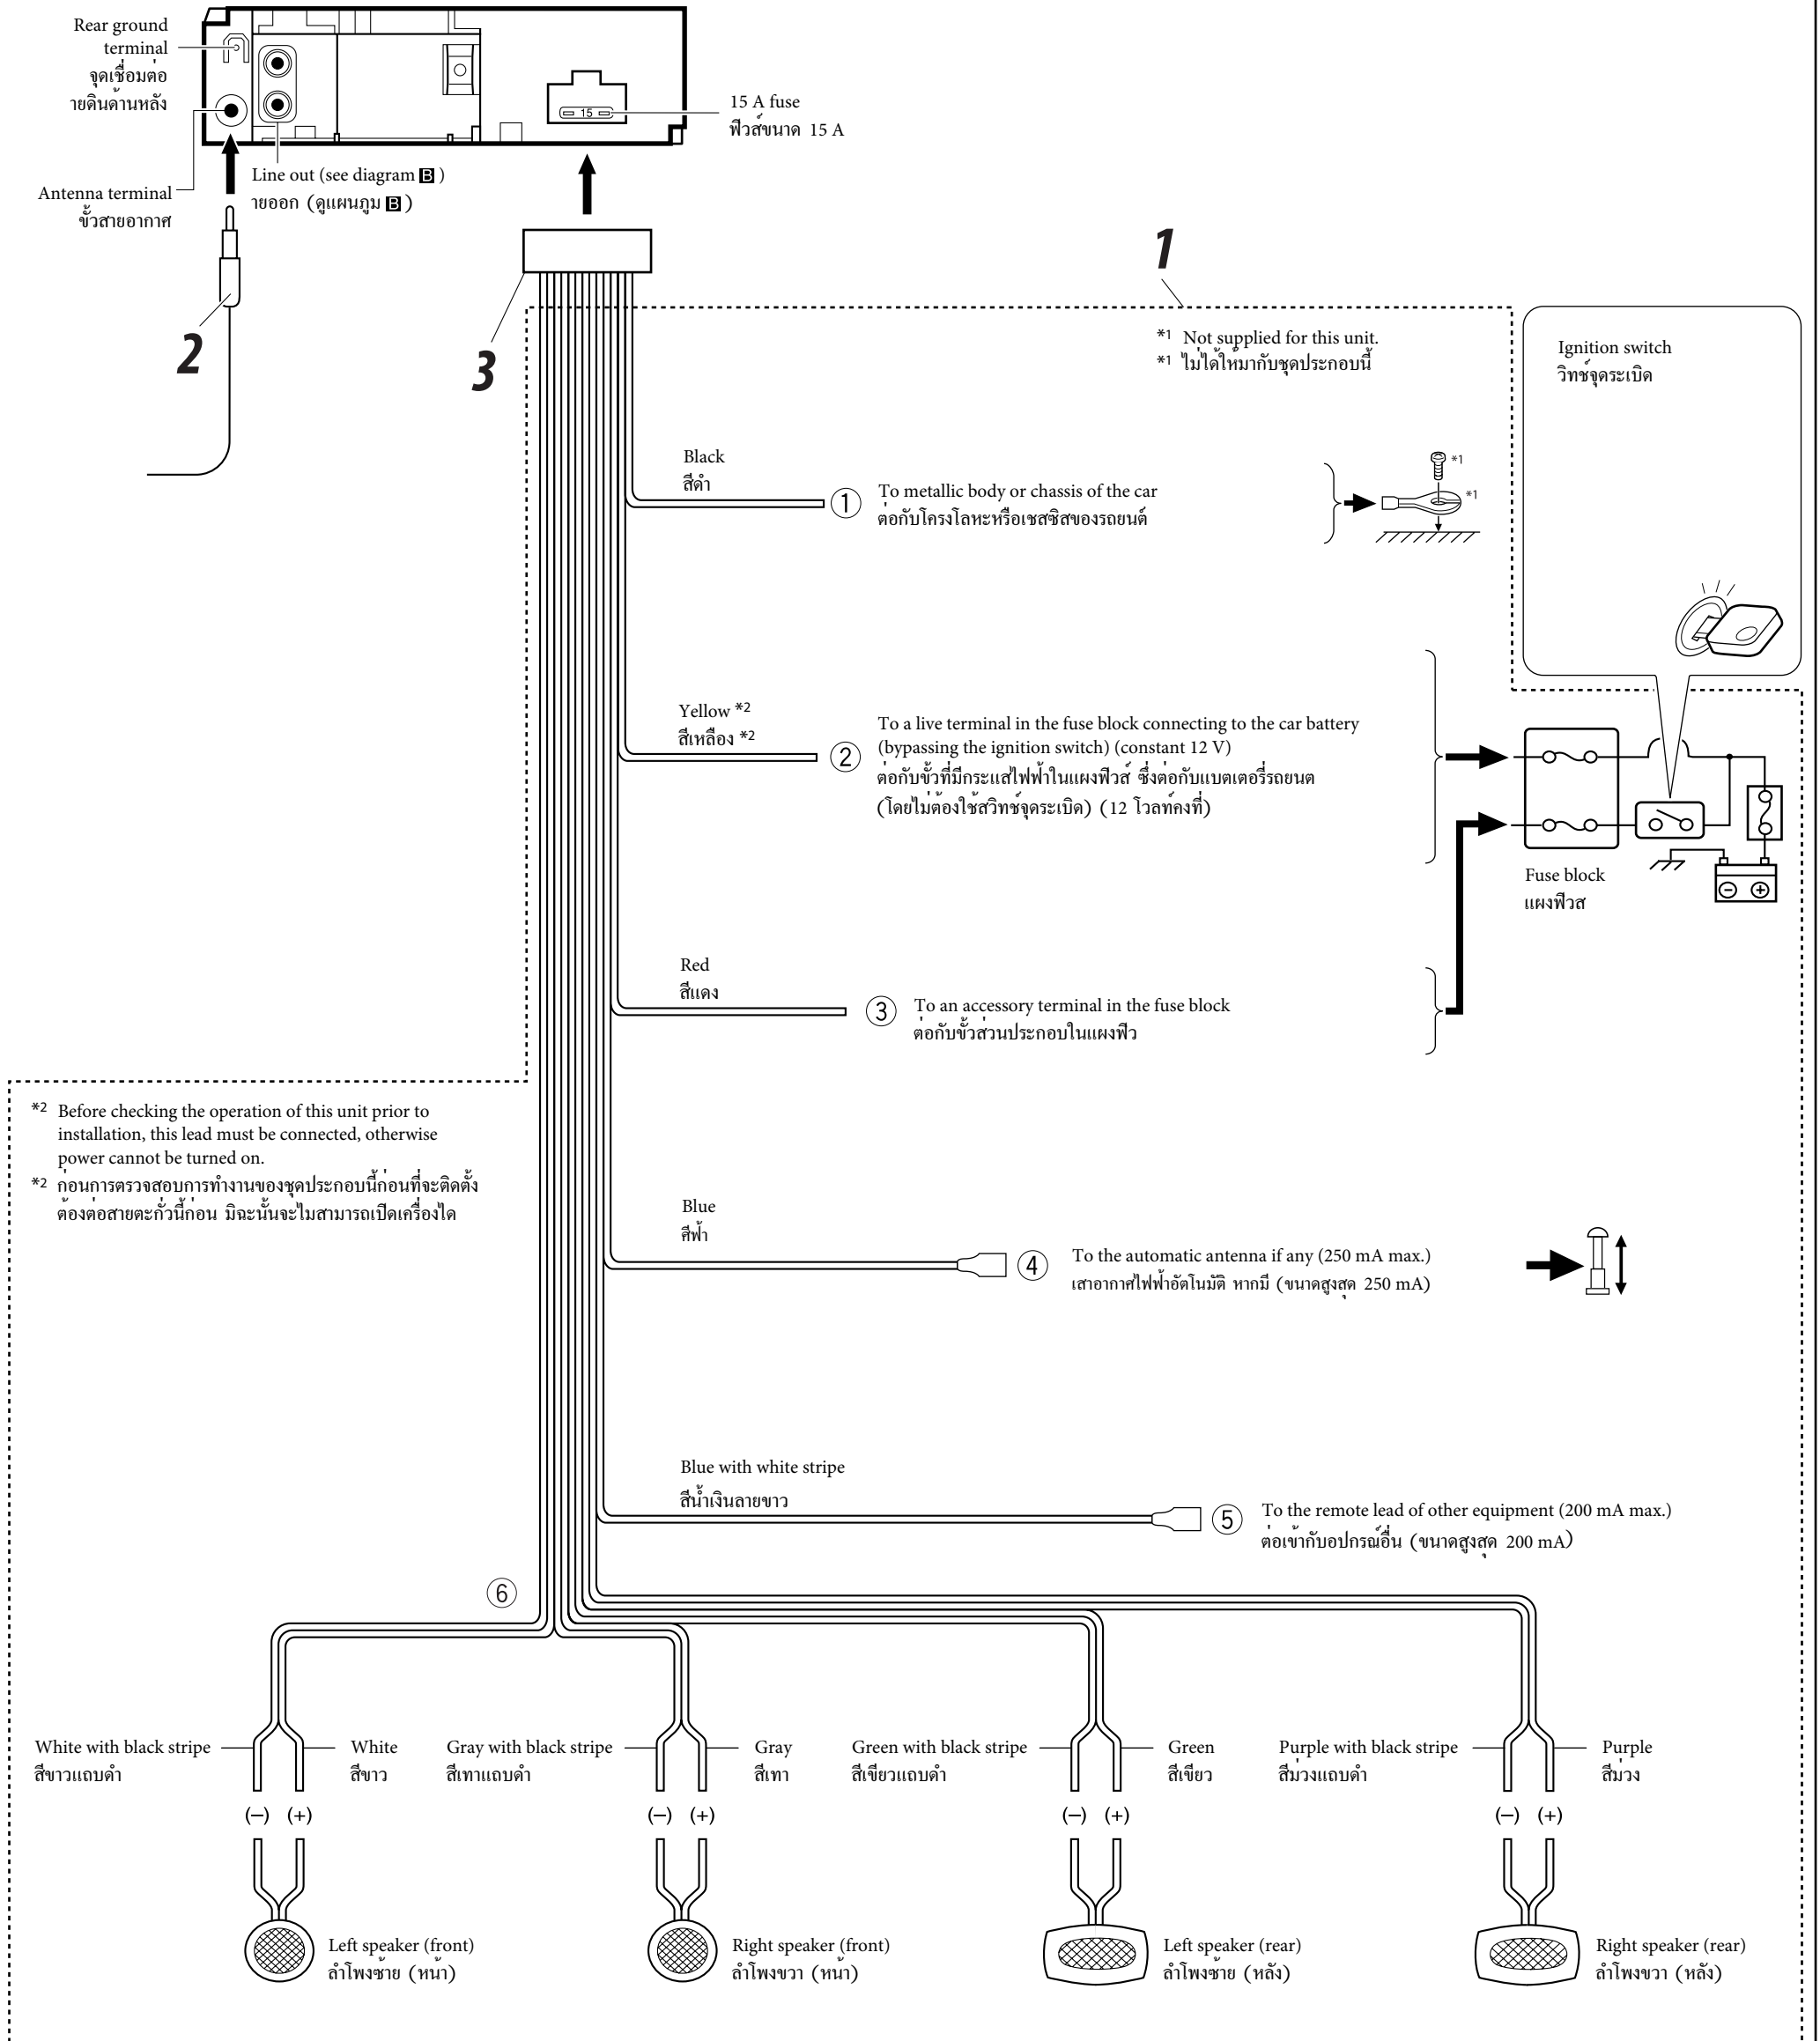 Rear ground
terminal
จุดเชื่อมต่อ
ายดินด้านหลัง
15
15 A fuse
ฟิวส์ขนาด 15 A
Line out (see diagram B )
ายออก (ดูแผนภูม B )
Antenna terminal
ขั้วสายอากาศ
1
2
3
*1 Not supplied for this unit.
*1 ไม่ได้ให้มากับชุดประกอบนี้
Ignition switch
วิทช์จุดระเบิด
Black
สีดำ
① To metallic body or chassis of the car
ต่อกับโครงโลหะหรือเชสซิสของรถยนต์
*1
*1
Yellow *2
สีเหลือง *2
② To a live terminal in the fuse block connecting to the car battery
(bypassing the ignition switch) (constant 12 V)
ต่อกับขั้วที่มีกระแสไฟฟ้าในแผงฟิวส์ ซึ่งต่อกับแบตเตอรี่รถยนต
(โดยไม่ต้องใช้สวิทช์จุดระเบิด) (12 โวลท์คงที่)
Fuse block
แผงฟิวส
Red
สีแดง
③ To an accessory terminal in the fuse block
ต่อกับขั้วส่วนประกอบในแผงฟิว
*2 Before checking the operation of this unit prior to
installation, this lead must be connected, otherwise
power cannot be turned on.
*2 ก่อนการตรวจสอบการทำงานของชุดประกอบนี้ก่อนที่จะติดตั้ง
ต้องต่อสายตะกั่วนี้ก่อน มิฉะนั้นจะไมสามารถเปิดเครื่องได
Blue
ศีฟ้า
④ To the automatic antenna if any (250 mA max.)
เสาอากาศไฟฟ้าอัตโนมัติ หากมี (ขนาดสูงสุด 250 mA)
Blue with white stripe
สีน้ำเงินลายขาว
⑤ To the remote lead of other equipment (200 mA max.)
ต่อเข้ากับอปกรณ์อื่น (ขนาดสูงสุด 200 mA)
⑥
White with black stripe
สีขาวแถบดำ
White
สีขาว
Gray with black stripe
สีเทาแถบดำ
Gray
สีเทา
Green with black stripe
สีเขียวแถบดำ
Green
สีเขียว
Purple with black stripe
สีม่วงแถบดำ
Purple
สีม่วง
(−) (+) (−) (+) (−) (+) (−) (+)
Left speaker (front)
ลำโพงซ้าย (หน้า)
Right speaker (front)
ลำโพงขวา (หน้า)
Left speaker (rear)
ลำโพงซ้าย (หลัง)
Right speaker (rear)
ลำโพงขวา (หลัง)